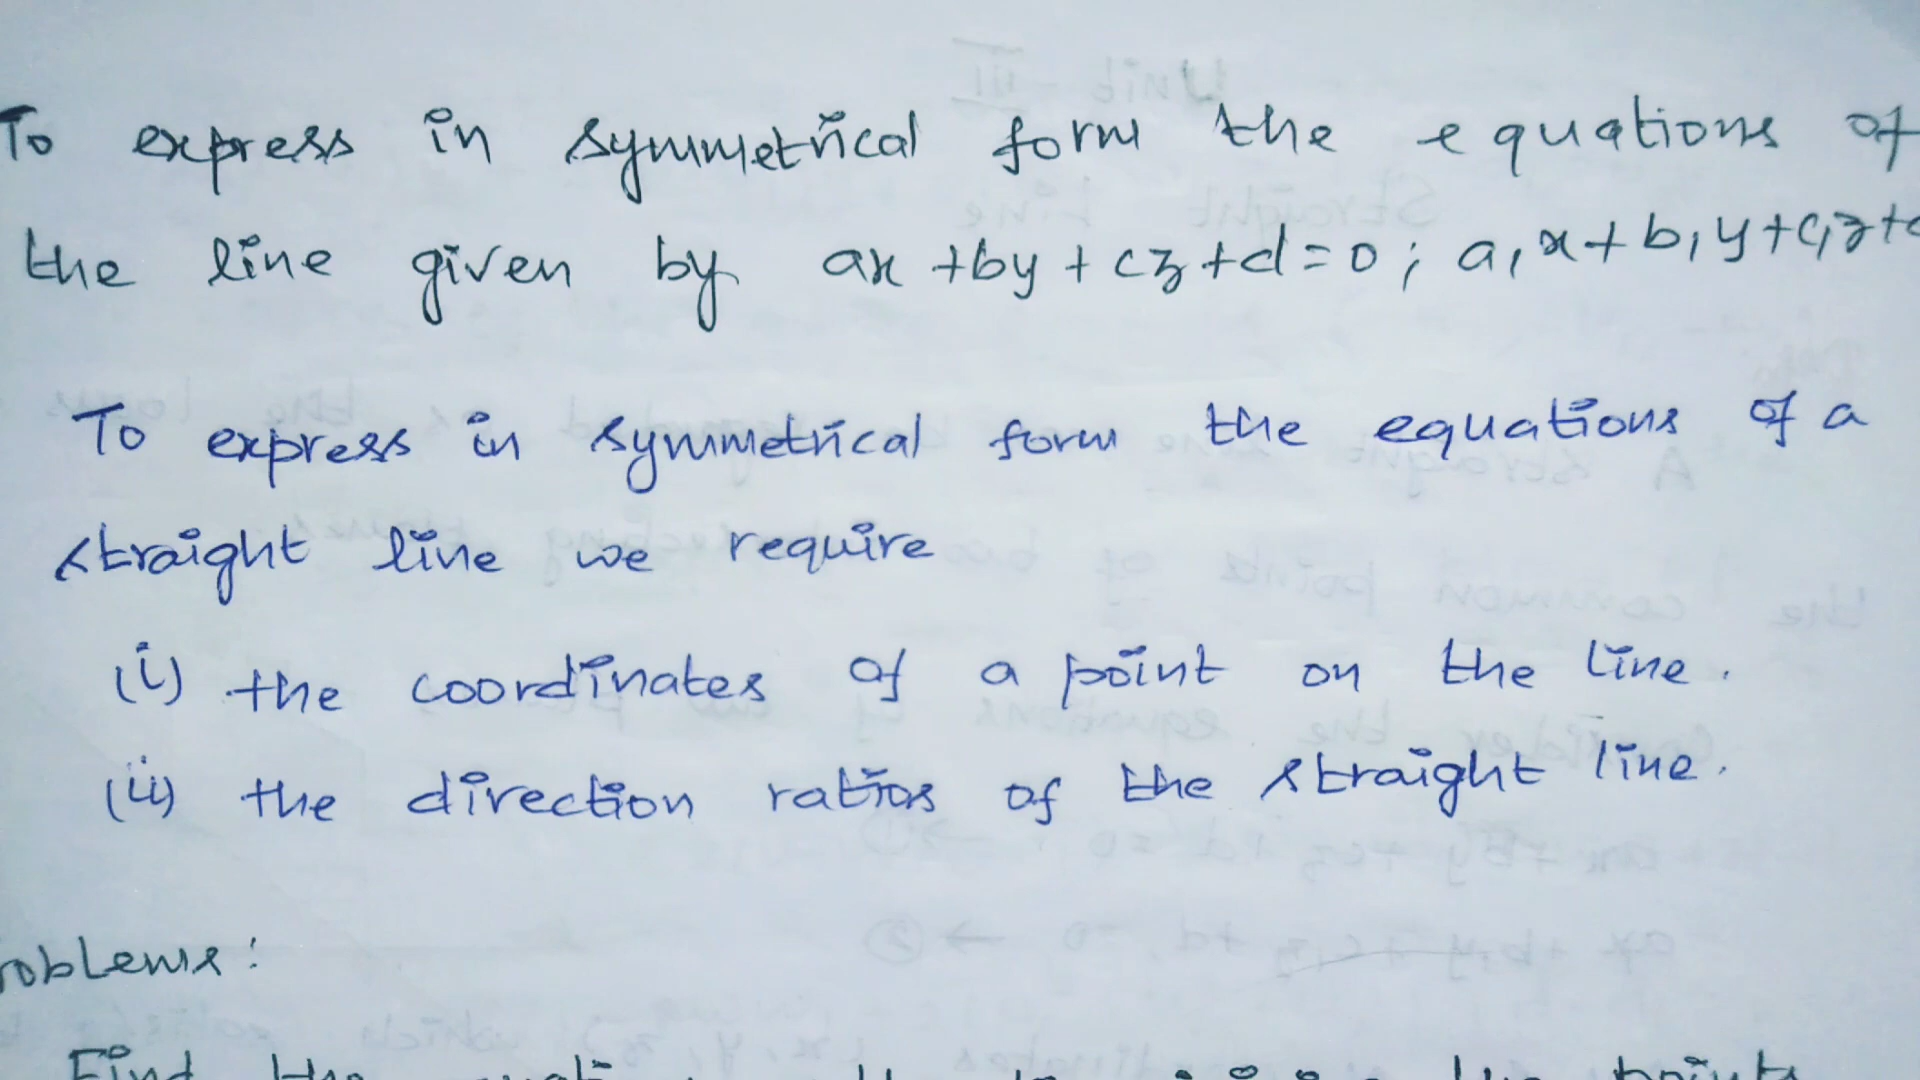 To express in symmetrical form the equations of
the line given by ax + by + cz + d = 0 ; a₁x + b₁y + c₁z +
To express in symmetrical form the equations of a
straight line we require
(i) the coordinates of a point on the line.
(ii) the direction ratios of the straight line.
roblems:
Find the